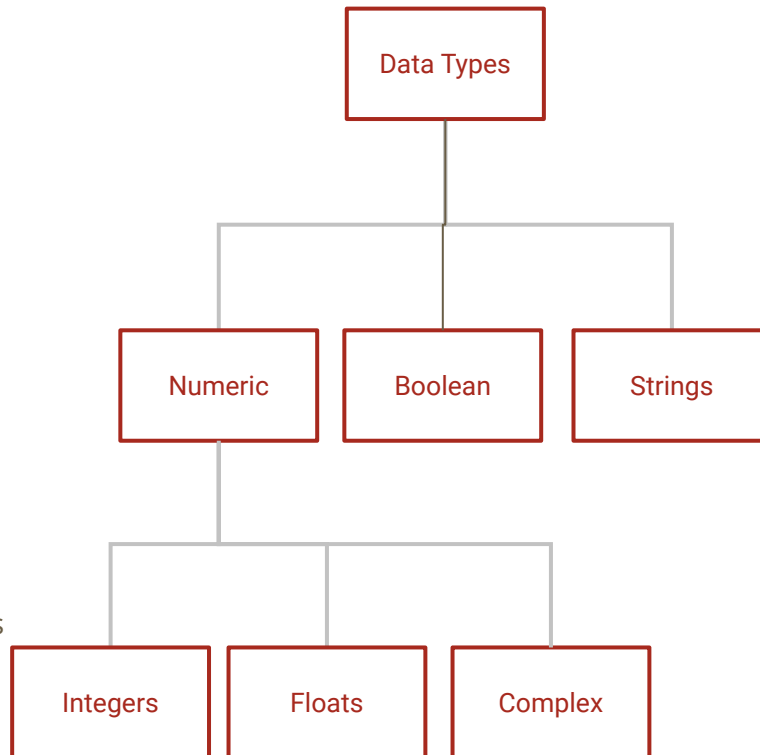 Data Types
Numeric
Boolean
Strings
Integers
Floats
Complex